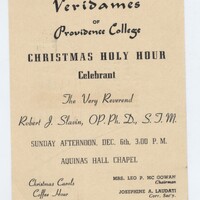 Veridames
OF
Providence College
CHRISTMAS HOLY HOUR
Celebrant
The Very Reverend
Robert J. Slavin, O.P., Ph. D., S. T. M.
SUNDAY AFTERNOON, DEC. 6th, 3:00 P. M.
AQUINAS HALL CHAPEL
Christmas Carols
Coffee Hour
MRS. LEO P. MC GOWAN
Chairman
JOSEPHINE A. LAUDATI
Corr. Sec'y.